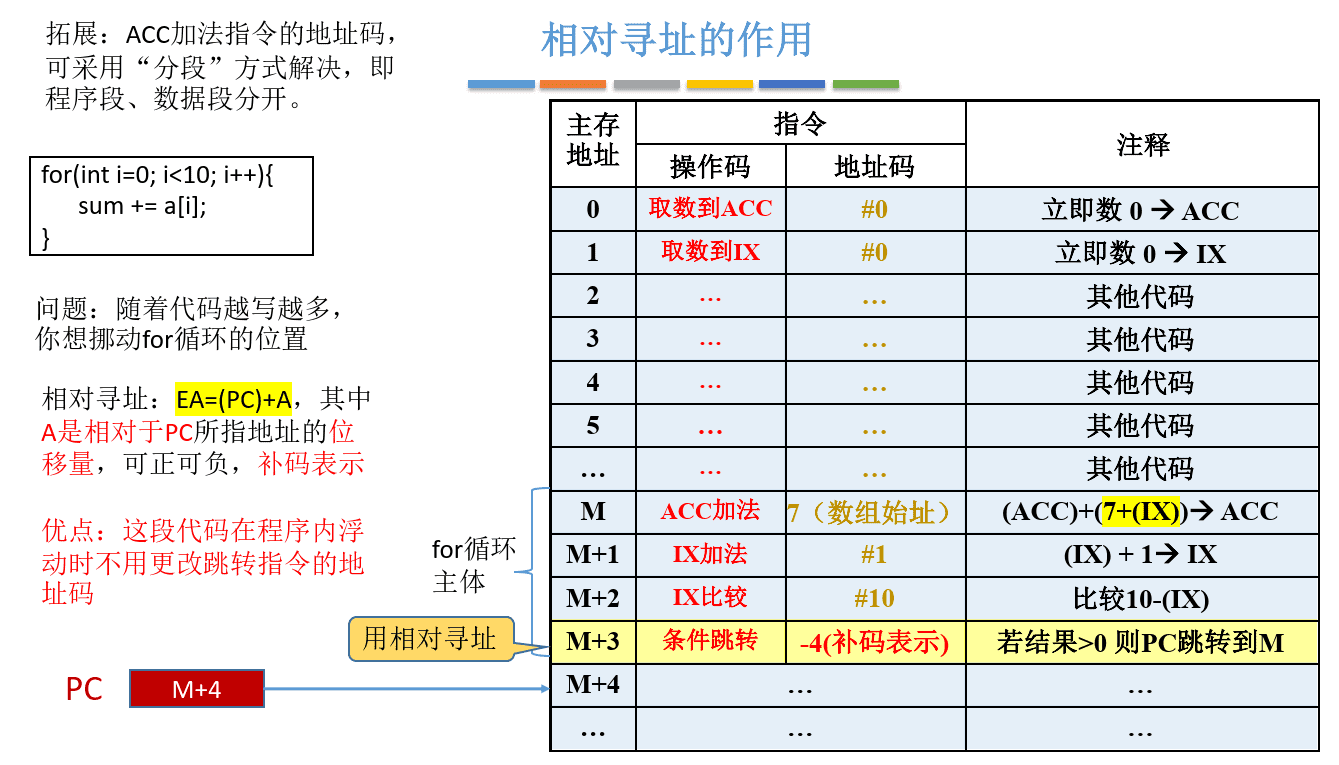 相对寻址的作用
拓展：ACC加法指令的地址码，
可采用“分段”方式解决，即
程序段、数据段分开。
for(int i=0; i<10; i++){
sum += a[i];
}
问题：随着代码越写越多，
你想挪动for循环的位置
相对寻址：EA=(PC)+A，其中
A是相对于PC所指地址的位
移量，可正可负，补码表示
优点：这段代码在程序内浮
动时不用更改跳转指令的地
址码
for循环
主体
用相对寻址
PC
M+4
主存
地址
指令
注释
操作码 地址码
0 取数到ACC #0 立即数 0 → ACC
1 取数到IX #0 立即数 0 → IX
2 … … 其他代码
3 … … 其他代码
4 … … 其他代码
5 … … 其他代码
… … … 其他代码
M ACC加法 7（数组始址） (ACC)+(7+(IX))→ ACC
M+1 IX加法 #1 (IX) + 1→ IX
M+2 IX比较 #10 比较10-(IX)
M+3 条件跳转 -4(补码表示) 若结果>0 则PC跳转到M
M+4 … …
… … …